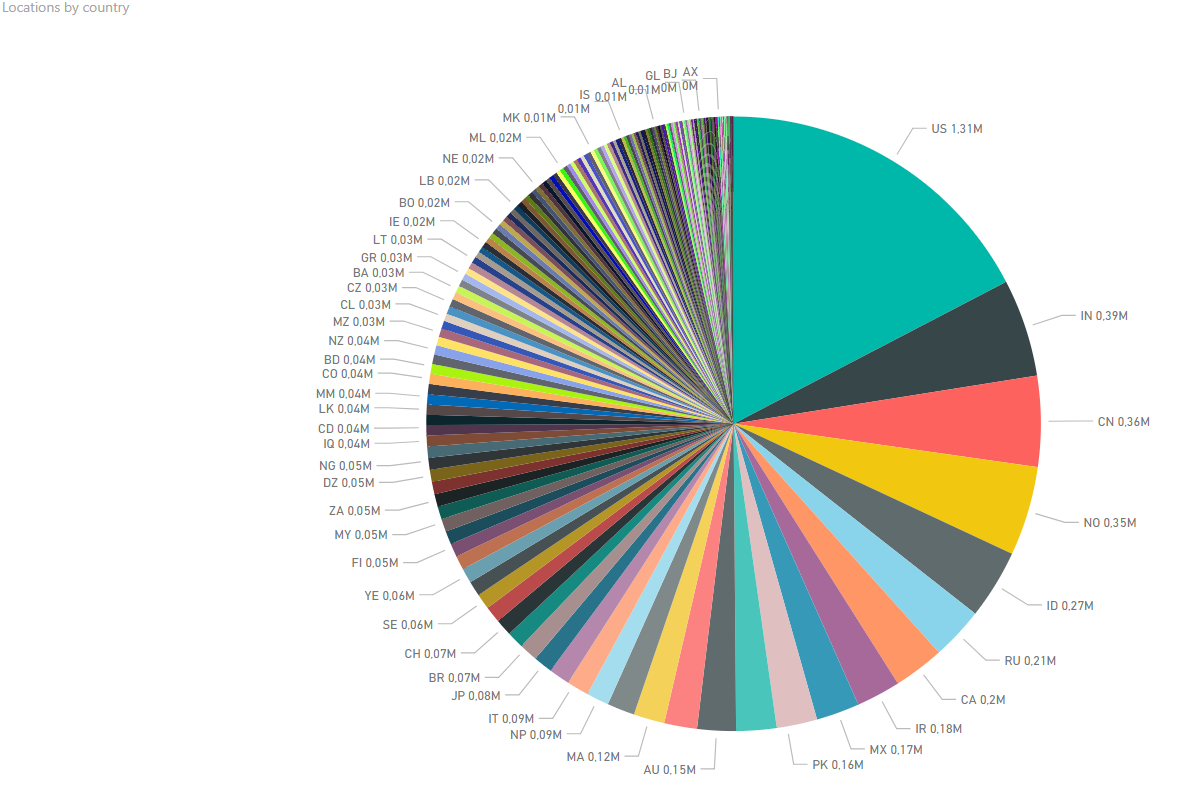 Locations by country
US 1,31M
IN 0,39M
CN 0,36M
NO 0,35M
ID 0,27M
RU 0,21M
CA 0,2M
IR 0,18M
MX 0,17M
PK 0,16M
AU 0,15M
MA 0,12M
NP 0,09M
IT 0,09M
JP 0,08M
BR 0,07M
CH 0,07M
SE 0,06M
YE 0,06M
FI 0,05M
MY 0,05M
ZA 0,05M
DZ 0,05M
NG 0,05M
IQ 0,04M
CD 0,04M
LK 0,04M
MM 0,04M
CO 0,04M
BD 0,04M
NZ 0,04M
MZ 0,03M
CL 0,03M
CZ 0,03M
BA 0,03M
GR 0,03M
LT 0,03M
IE 0,02M
BO 0,02M
LB 0,02M
NE 0,02M
ML 0,02M
MK 0,01M
IS
0,01M
AL
0,01M
GL
0,01M
BJ
0M
AX
0M